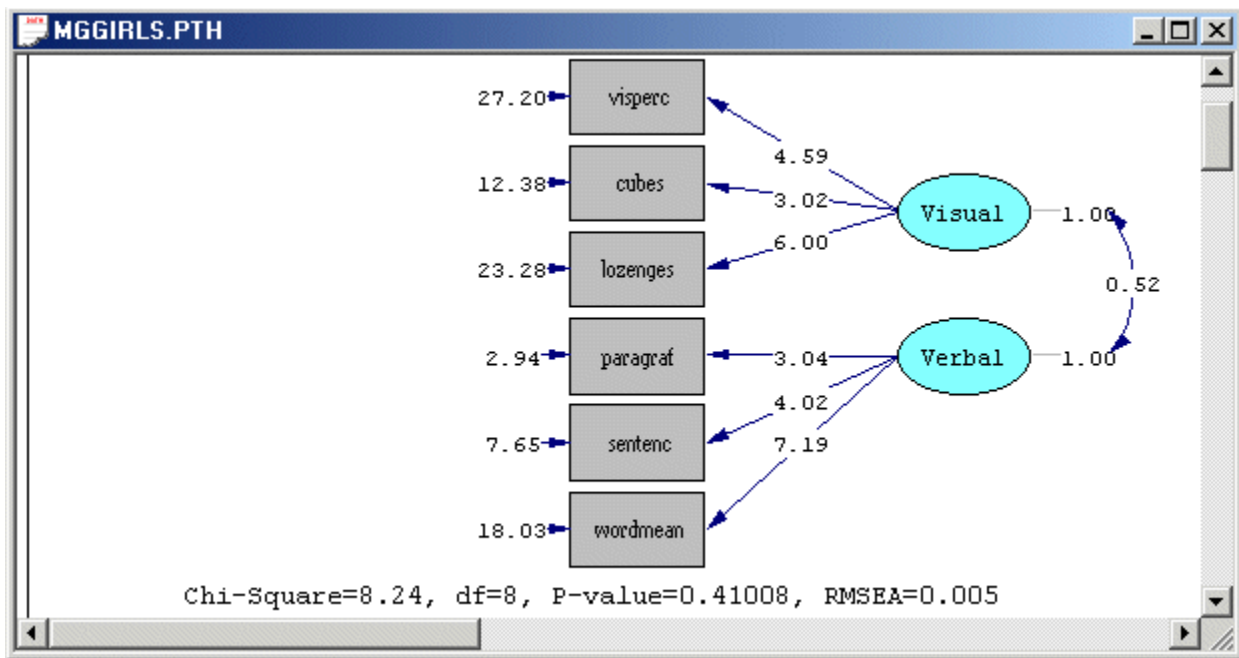 MGGIRLS.PTH
27.20 visperc
4.59
12.38 cubes
3.02 Visual 1.00
6.00
23.28 lozenges
0.52
2.94 paragraf 3.04 Verbal 1.00
4.02
7.65 sentenc 7.19
18.03 wordmean
Chi-Square=8.24, df=8, P-value=0.41008, RMSEA=0.005